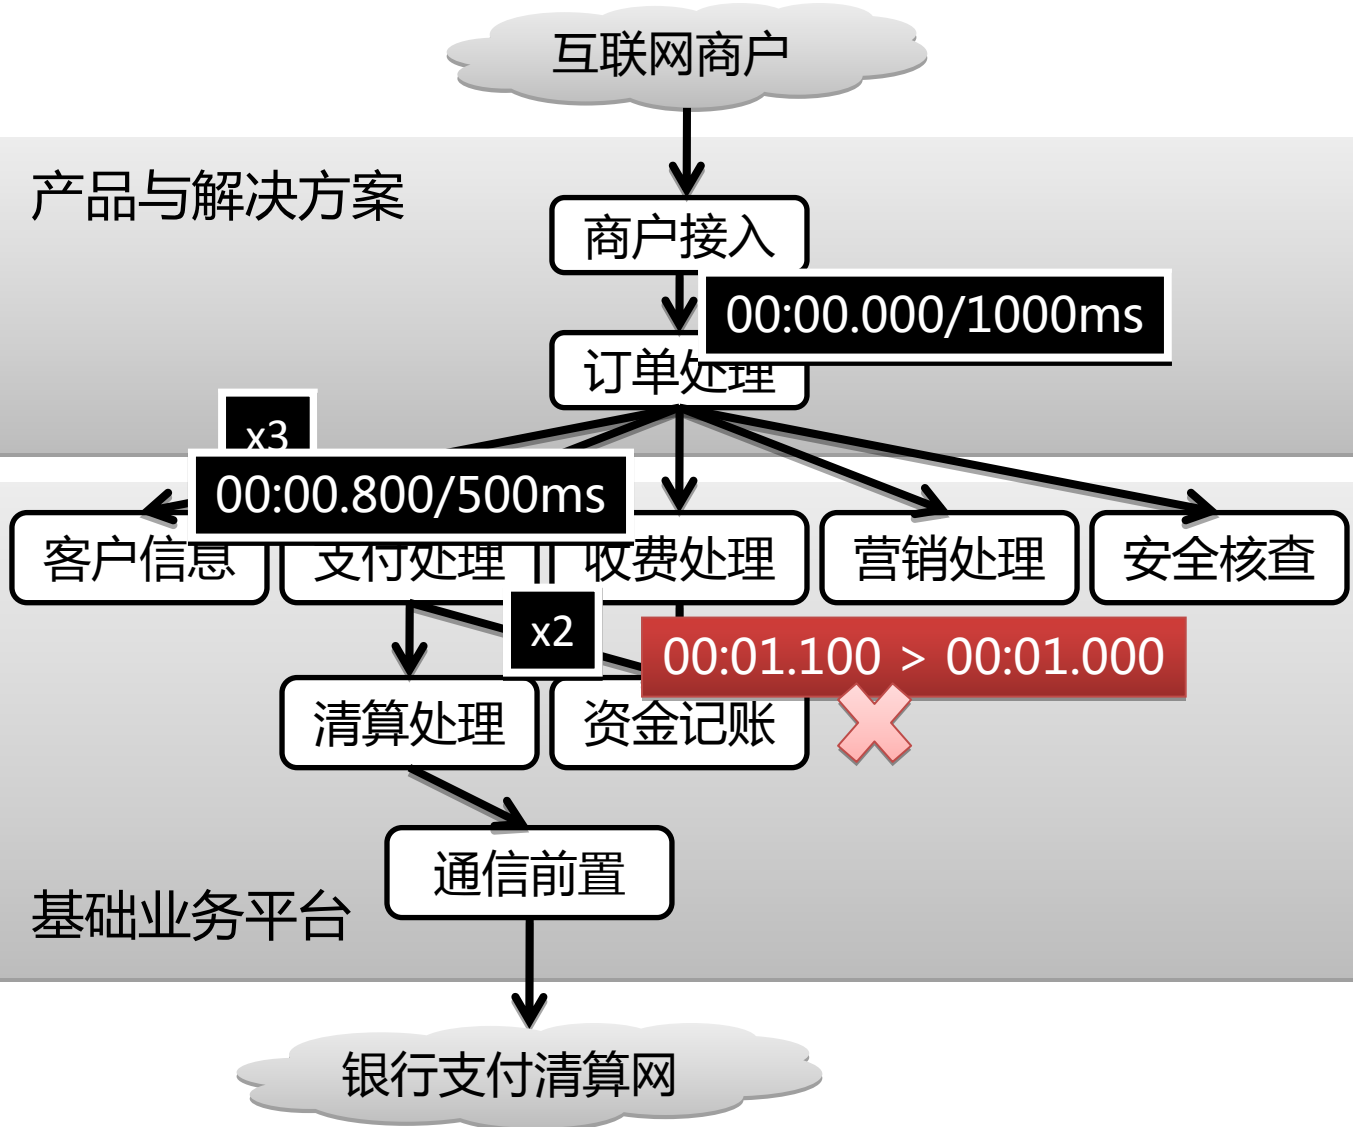 互联网商户
产品与解决方案
商户接入
00:00.000/1000ms
订单处理
x3
00:00.800/500ms
客户信息
支付处理
收费处理
营销处理
安全核查
x2
00:01.100 > 00:01.000
清算处理
资金记账
通信前置
基础业务平台
银行支付清算网